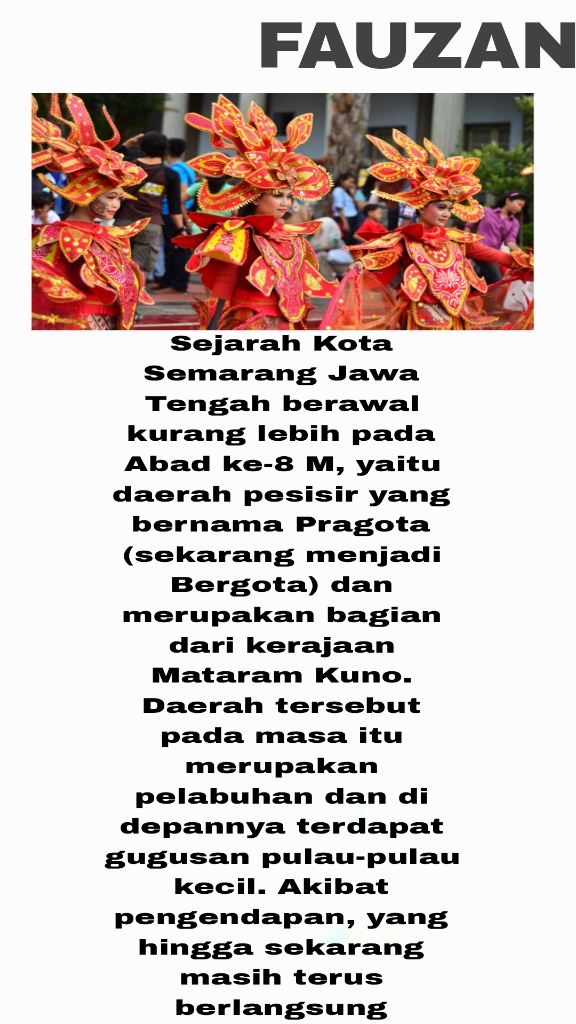 FAUZAN
Sejarah Kota
Semarang Jawa
Tengah berawal
kurang lebih pada
Abad ke-8 M, yaitu
daerah pesisir yang
bernama Pragota
(sekarang menjadi
Bergota) dan
merupakan bagian
dari kerajaan
Mataram Kuno.
Daerah tersebut
pada masa itu
merupakan
pelabuhan dan di
depannya terdapat
gugusan pulau-pulau
kecil. Akibat
pengendapan, yang
hingga sekarang
masih terus
berlangsung